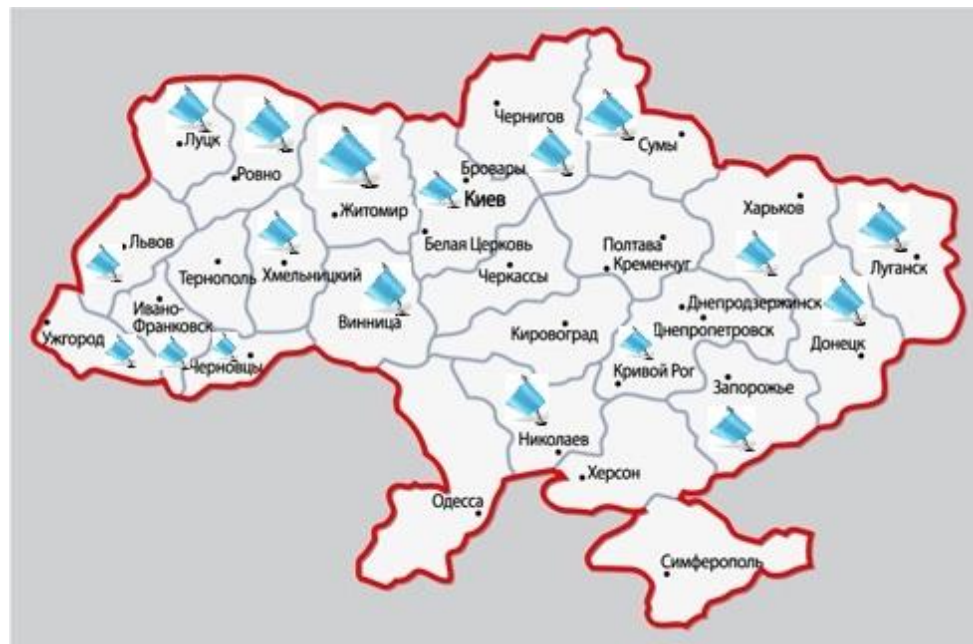 Чернигов
Луцк
Сумы
Бровары
Ровно
Киев
Житомир
Харьков
Львов
Белая Церковь
Полтава
Луганск
Тернополь
Хмельницкий
Черкассы
Кременчуг
Ивано-
Франковск
Днепродзержинск
Ужгород
Винница
Кировоград
Днепропетровск
Донецк
Черновцы
Кривой Рог
Запорожье
Николаев
Херсон
Одесса
Симферополь